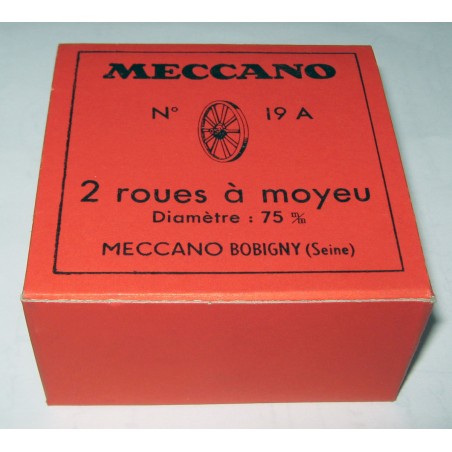 MECCANO
N° 19 A
2 roues à moyeu
Diamètre : 75 m/m
MECCANO BOBIGNY (Seine)